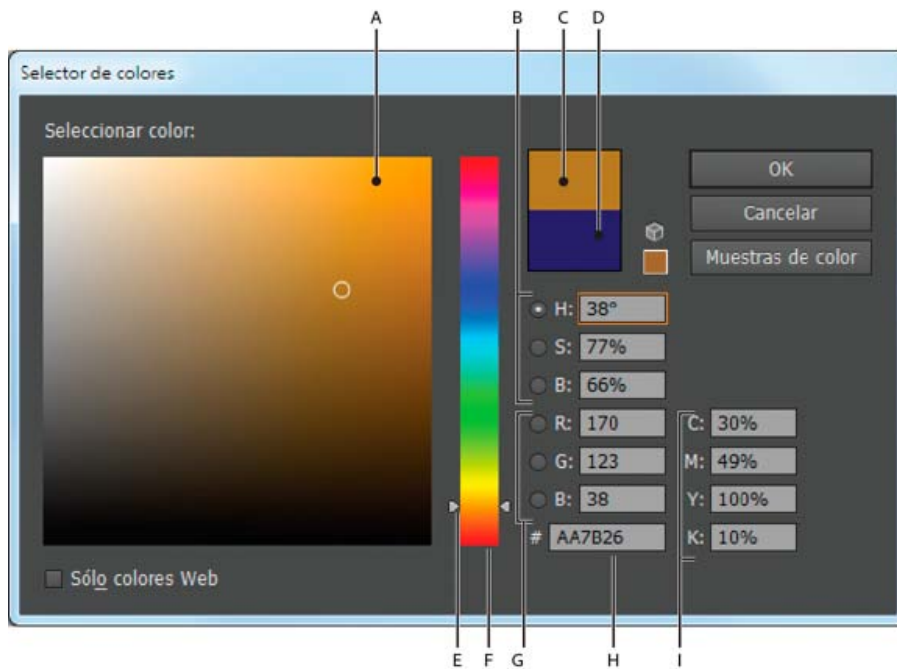 A B C D
Selector de colores
Seleccionar color:
OK
Cancelar
Muestras de color
H: 38°
S: 77%
B: 66%
R: 170 C: 30%
G: 123 M: 49%
B: 38 Y: 100%
# AA7B26 K: 10%
Sólo colores Web
E F G H I